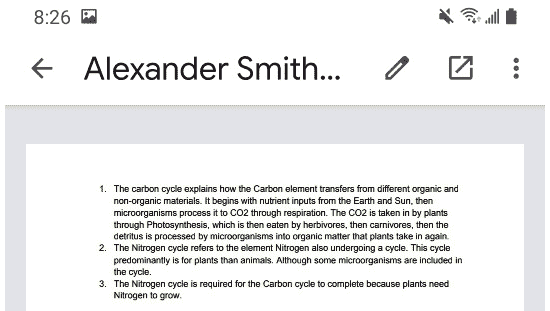 8:26
Alexander Smith...
1. The carbon cycle explains how the Carbon element transfers from different organic and
non-organic materials. It begins with nutrient inputs from the Earth and Sun, then
microorganisms process it to CO2 through respiration. The CO2 is taken in by plants
through Photosynthesis, which is then eaten by herbivores, then carnivores, then the
detritus is processed by microorganisms into organic matter that plants take in again.
2. The Nitrogen cycle refers to the element Nitrogen also undergoing a cycle. This cycle
predominantly is for plants than animals. Although some microorganisms are included in
the cycle.
3. The Nitrogen cycle is required for the Carbon cycle to complete because plants need
Nitrogen to grow.